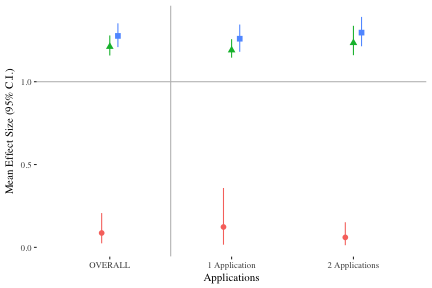 Mean Effect Size (95% C.I.)
1.0
0.5
0.0
OVERALL
1 Application
2 Applications
Applications